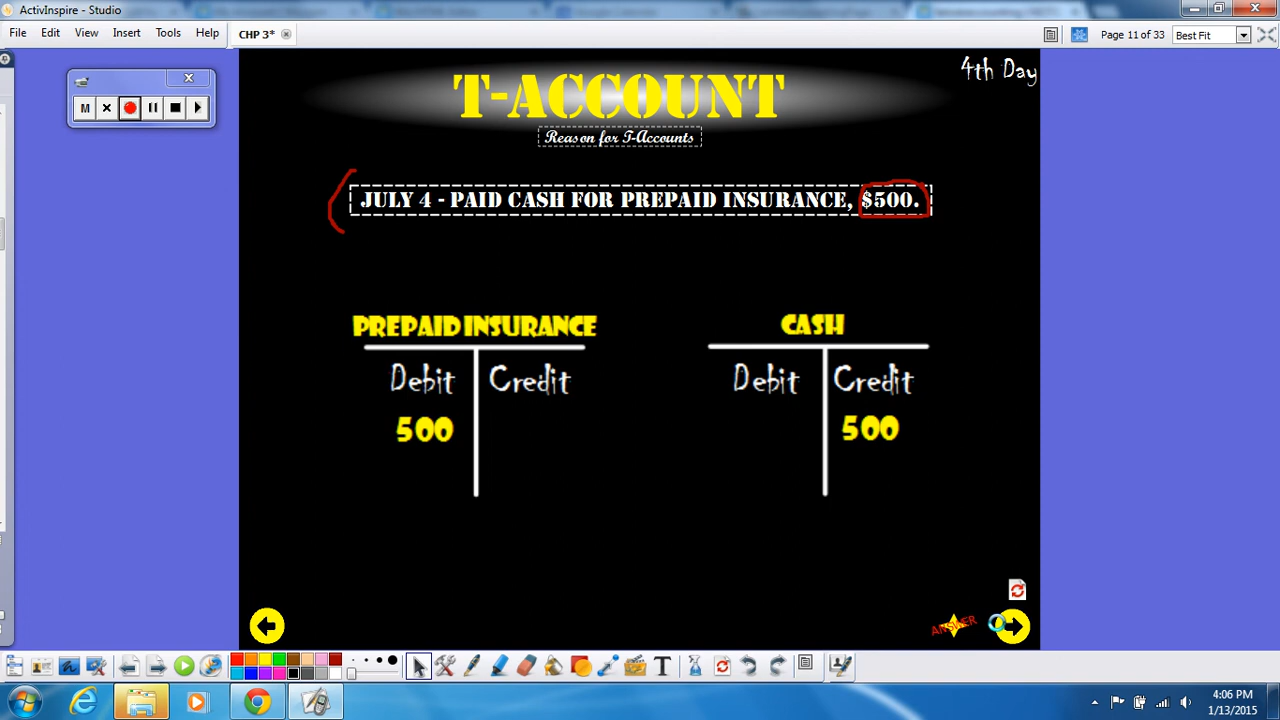 ActivInspire - Studio
File Edit View Insert Tools Help
CHP 3*
Page 11 of 33
Best Fit
M
4th Day
T-ACCOUNT
Reason for T-Accounts
JULY 4 - PAID CASH FOR PREPAID INSURANCE, $500.
PREPAID INSURANCE
Debit Credit
500
CASH
Debit Credit
500
ANSWER
T
4:06 PM
1/13/2015